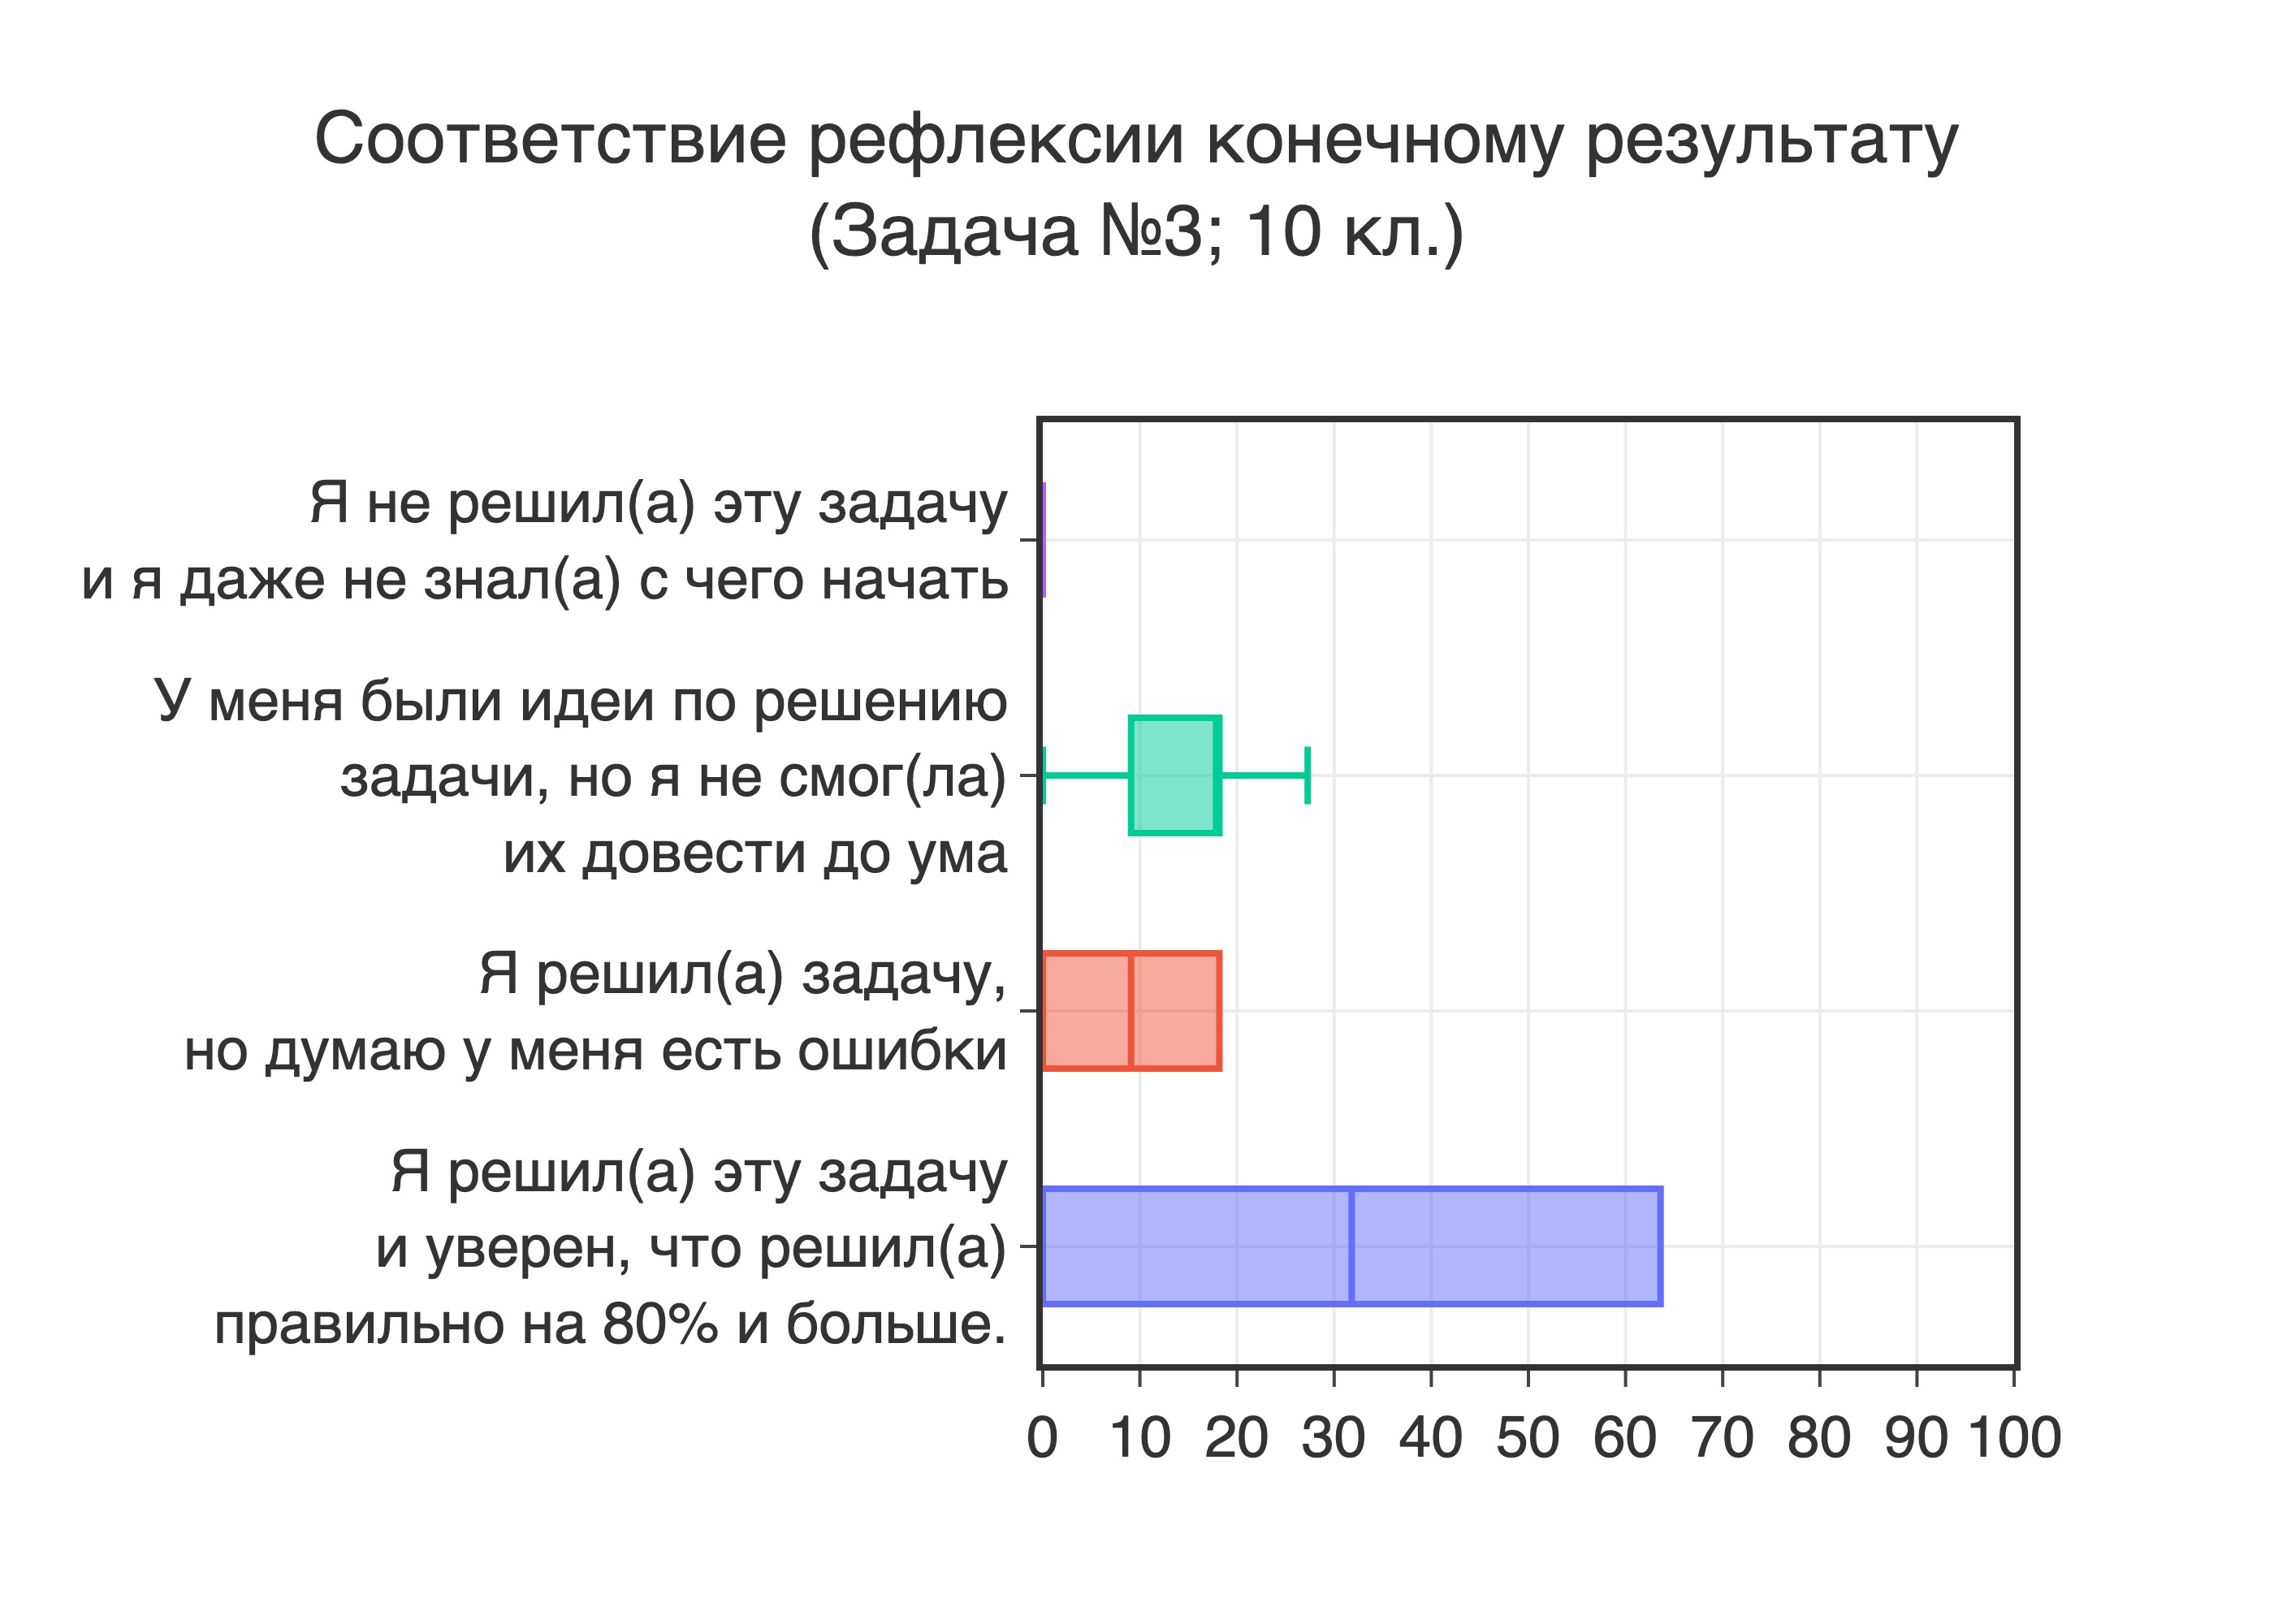 Соответствие рефлексии конечному результату
(Задача №3; 10 кл.)
Я не решил(а) эту задачу
и я даже не знал(а) с чего начать
У меня были идеи по решению
задачи, но я не смог(ла)
их довести до ума
Я решил(а) задачу,
но думаю у меня есть ошибки
Я решил(а) эту задачу
и уверен, что решил(а)
правильно на 80% и больше.
0 10 20 30 40 50 60 70 80 90 100